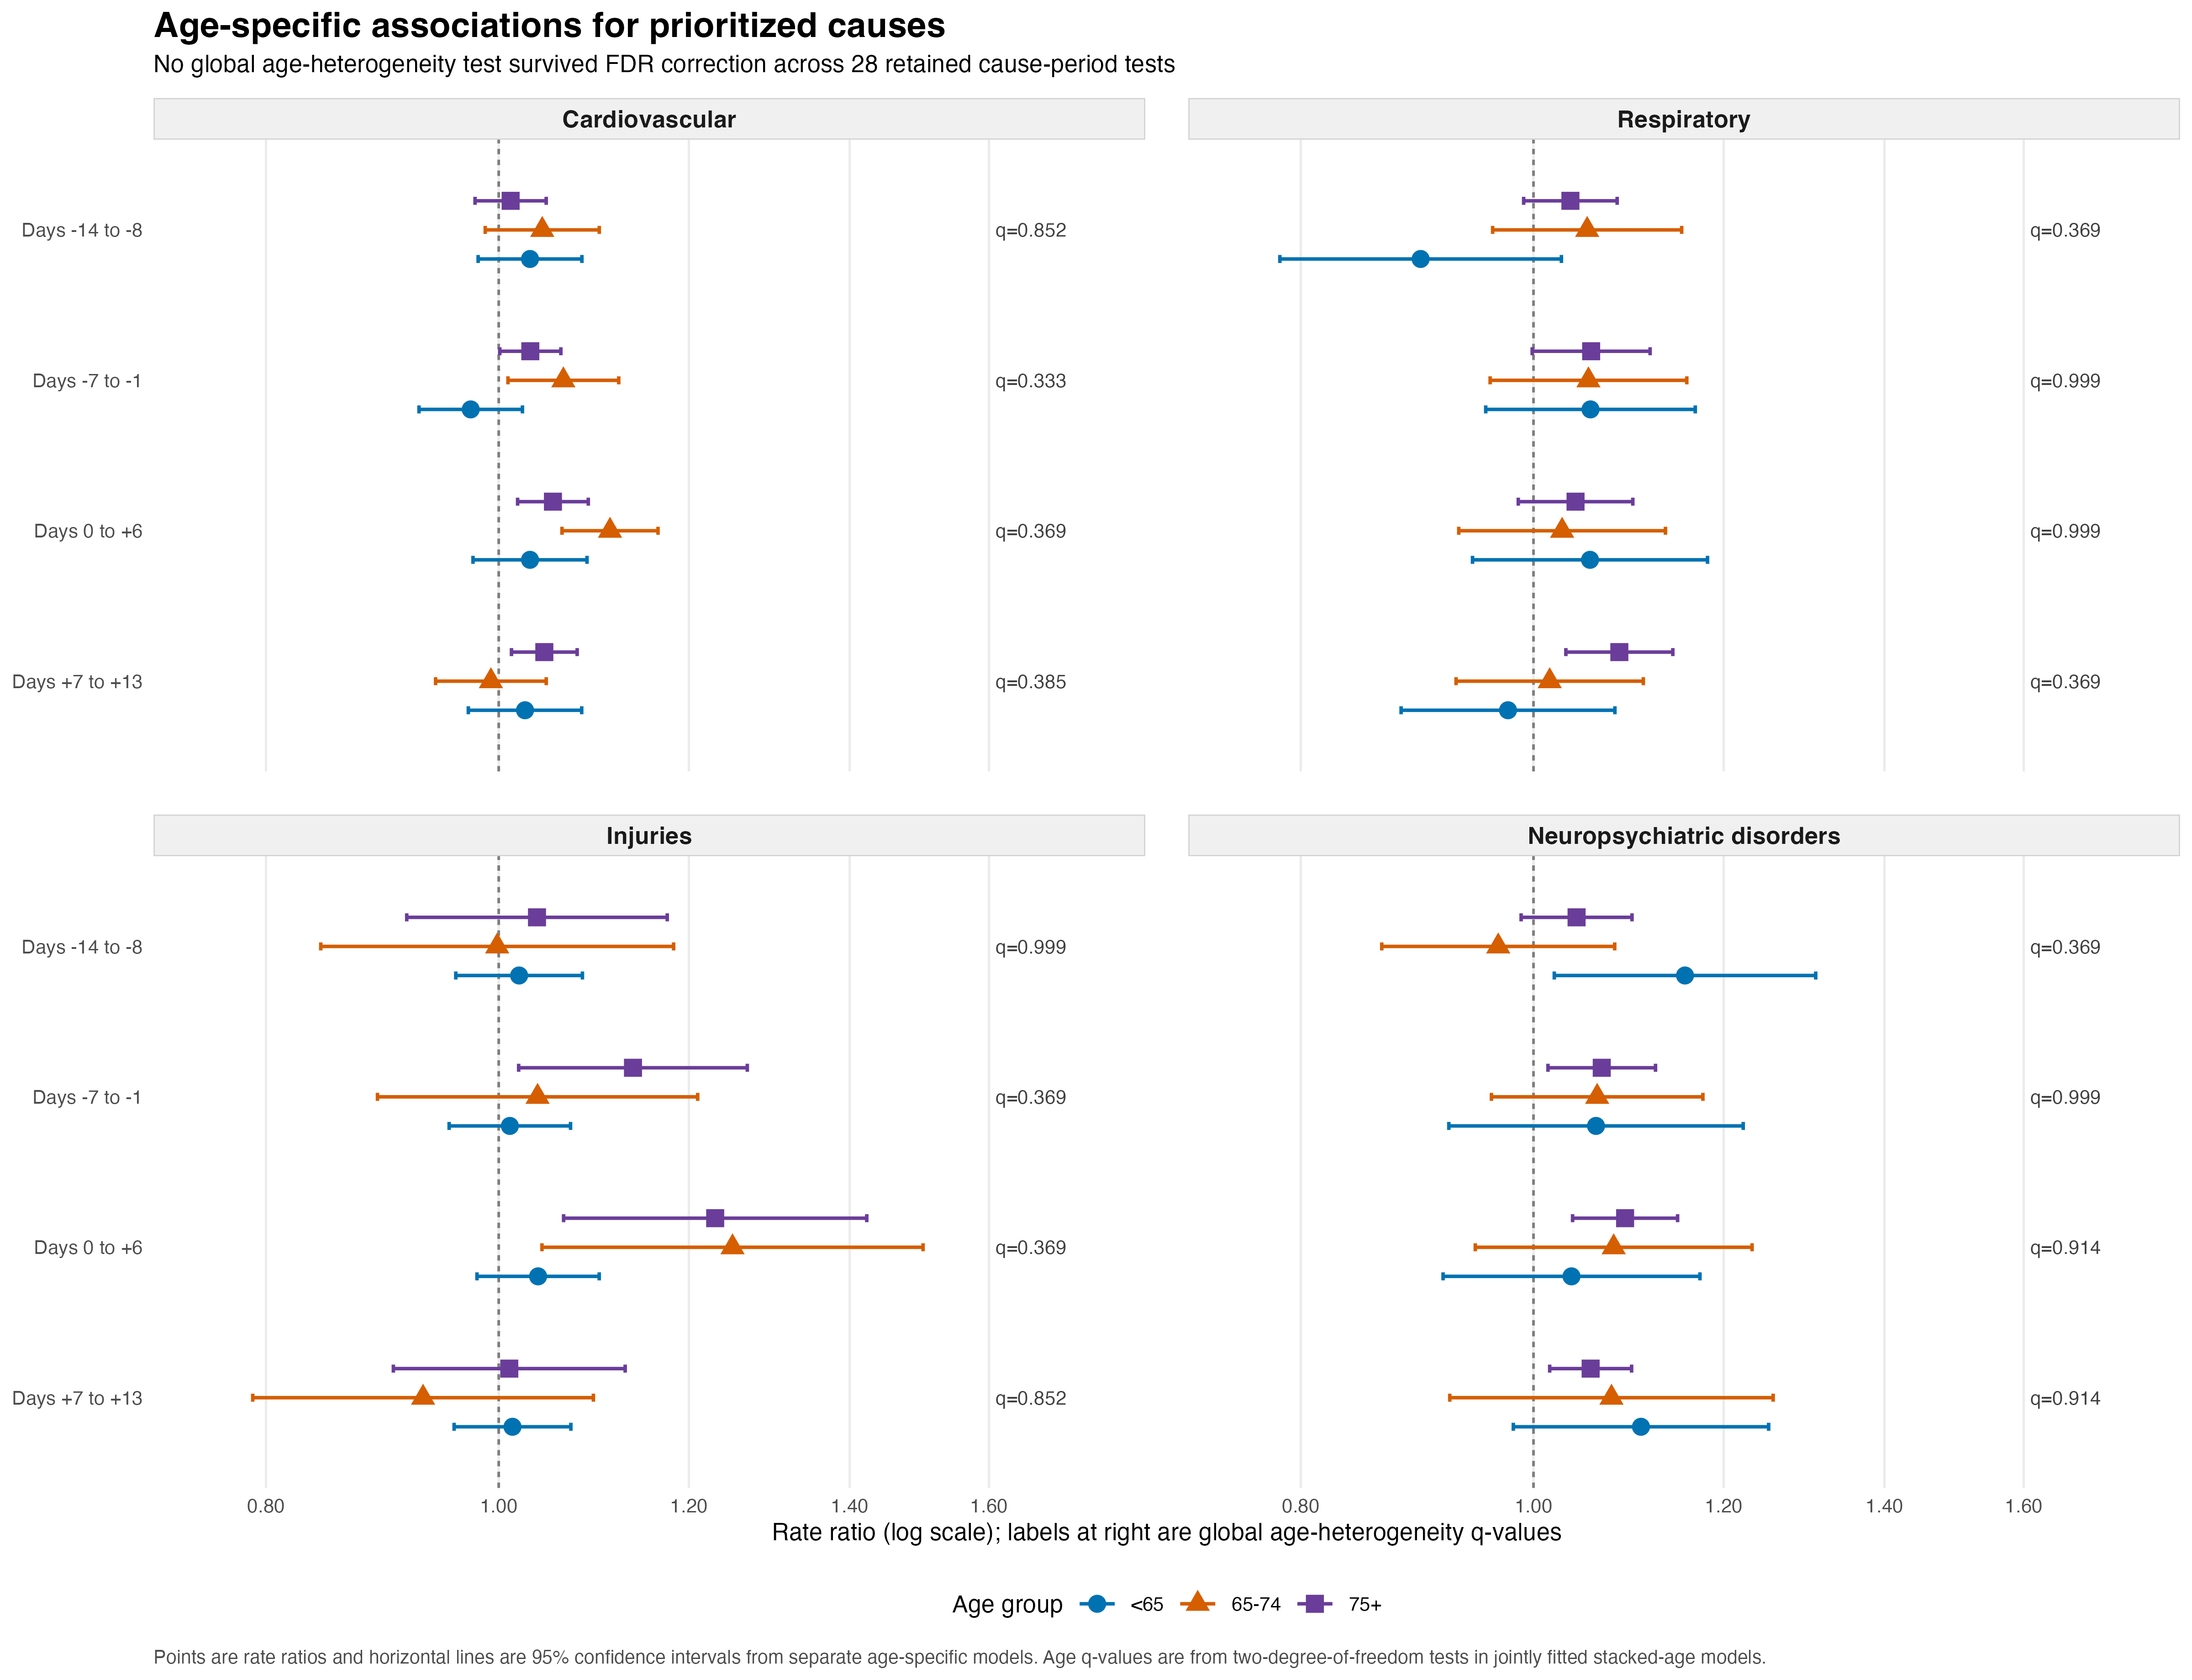 Age-specific associations for prioritized causes
No global age-heterogeneity test survived FDR correction across 28 retained cause-period tests
Cardiovascular
Days -14 to -8
q=0.852
Days -7 to -1
q=0.333
Days 0 to +6
q=0.369
Days +7 to +13
q=0.385
Respiratory
q=0.369
q=0.999
q=0.999
q=0.369
Injuries
Days -14 to -8
q=0.999
Days -7 to -1
q=0.369
Days 0 to +6
q=0.369
Days +7 to +13
q=0.852
0.80 1.00 1.20 1.40 1.60
Neuropsychiatric disorders
q=0.369
q=0.999
q=0.914
q=0.914
0.80 1.00 1.20 1.40 1.60
Rate ratio (log scale); labels at right are global age-heterogeneity q-values
Age group <65 65-74 75+
Points are rate ratios and horizontal lines are 95% confidence intervals from separate age-specific models. Age q-values are from two-degree-of-freedom tests in jointly fitted stacked-age models.